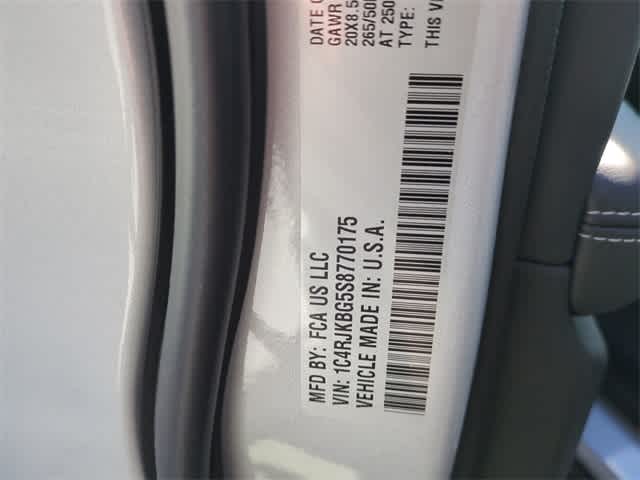 DATE O
GAWR
20X8.5
265/50
AT 250
TYPE:
THIS V
MFD BY: FCA US LLC
VIN: 1C4RJKBG5S8770175
VEHICLE MADE IN: U.S.A.